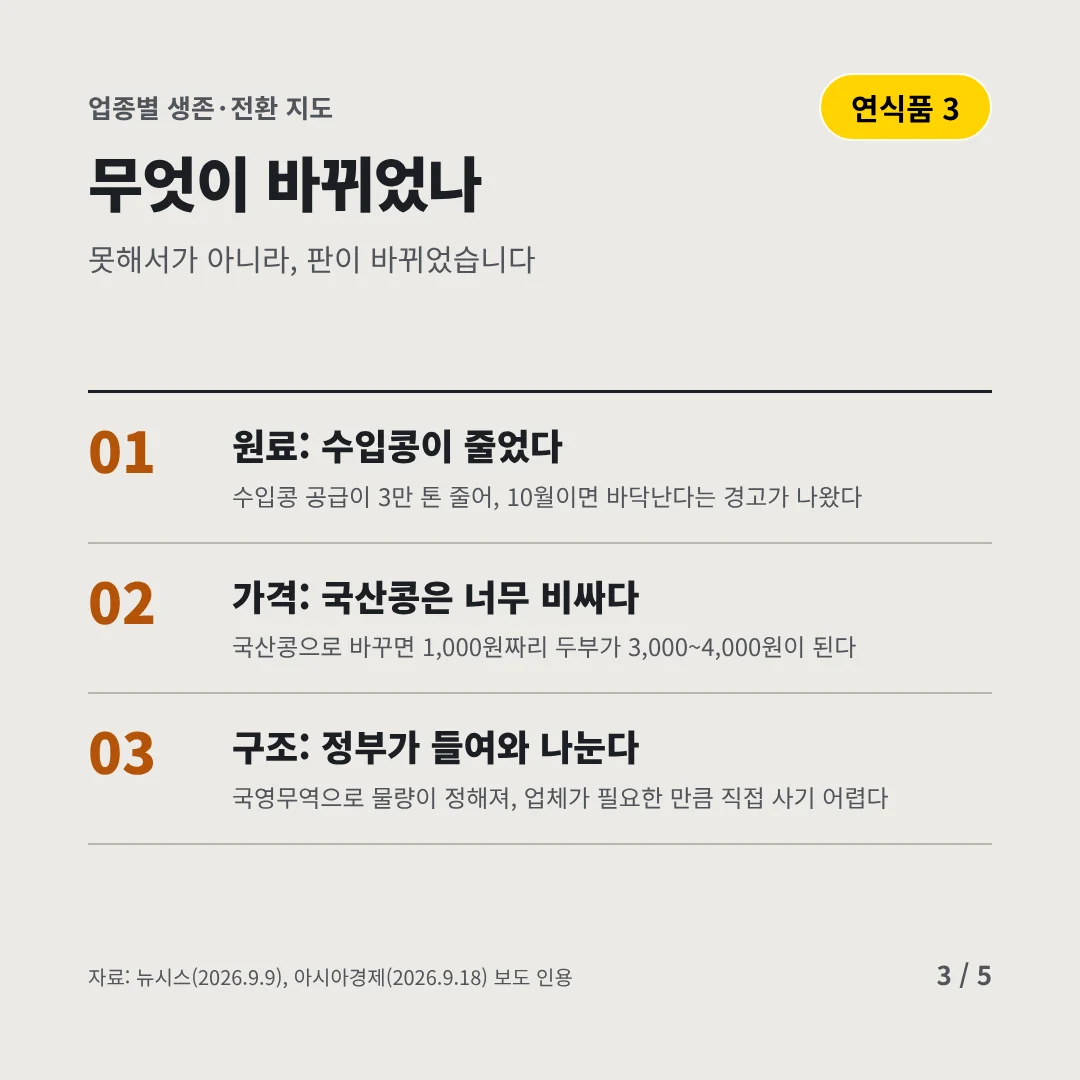 업종별 생존·전환 지도
연식품 3
무엇이 바뀌었나
못해서가 아니라, 판이 바뀌었습니다
01
원료: 수입콩이 줄었다
수입콩 공급이 3만 톤 줄어, 10월이면 바닥난다는 경고가 나왔다
02
가격: 국산콩은 너무 비싸다
국산콩으로 바꾸면 1,000원짜리 두부가 3,000~4,000원이 된다
03
구조: 정부가 들여와 나눈다
국영무역으로 물량이 정해져, 업체가 필요한 만큼 직접 사기 어렵다
자료: 뉴시스(2026.9.9), 아시아경제(2026.9.18) 보도 인용
3 / 5